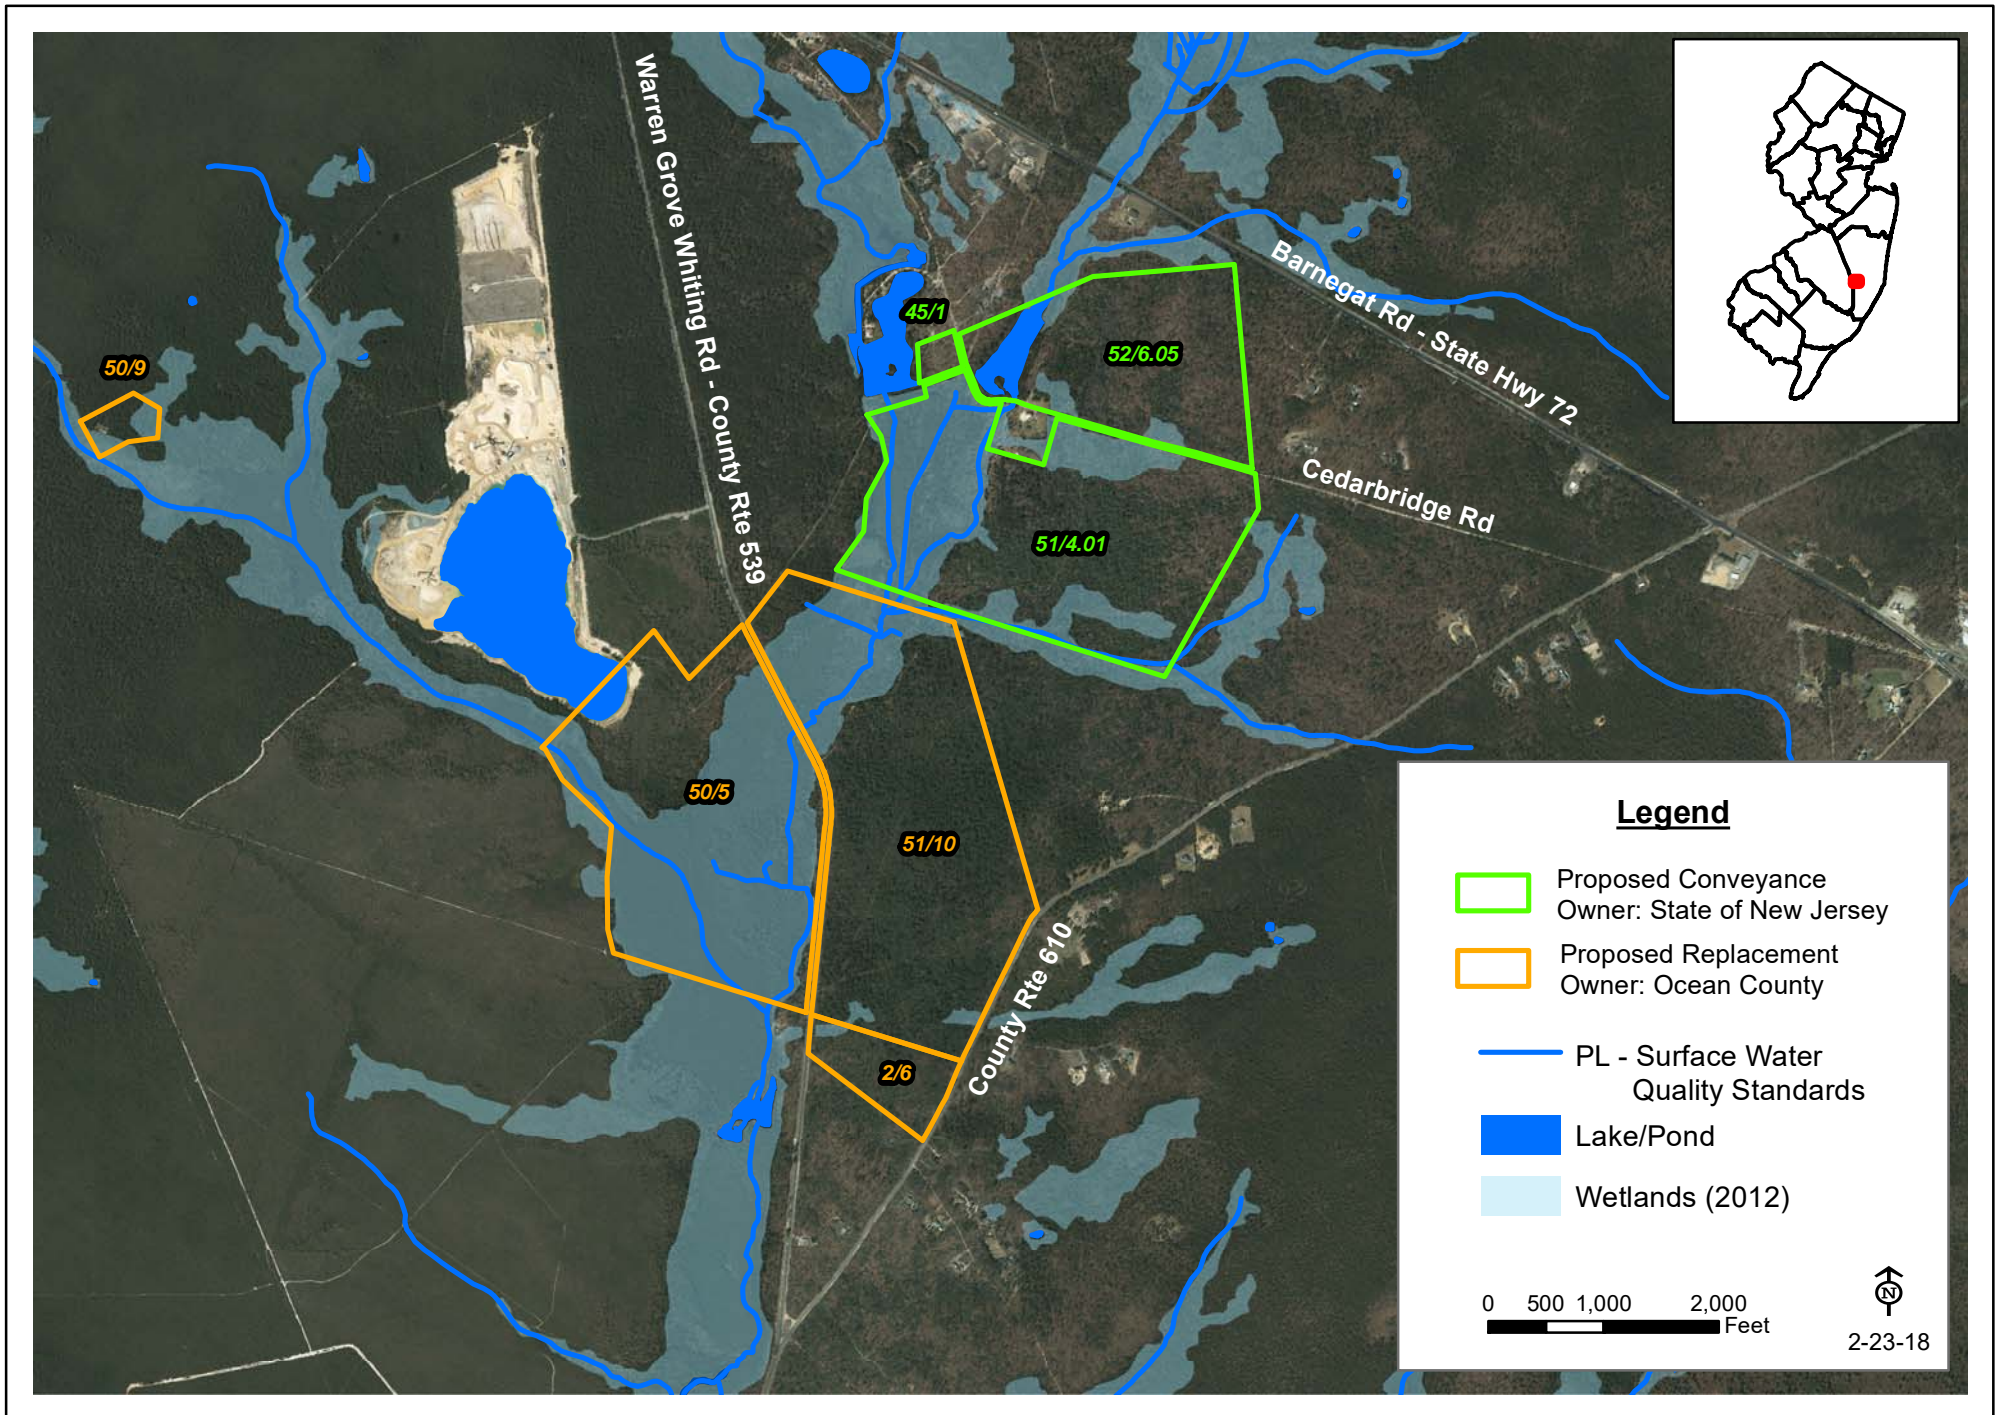 Warren Grove Whiting Rd - County Rte 539
Barnegat Rd - State Hwy 72
45/1
52/6.05
50/9
Cedarbridge Rd
51/4.01
50/5
51/10
County Rte 610
2/6
Legend
Proposed Conveyance
Owner: State of New Jersey
Proposed Replacement
Owner: Ocean County
PL - Surface Water
Quality Standards
Lake/Pond
Wetlands (2012)
0 500 1,000 2,000
Feet
N
2-23-18